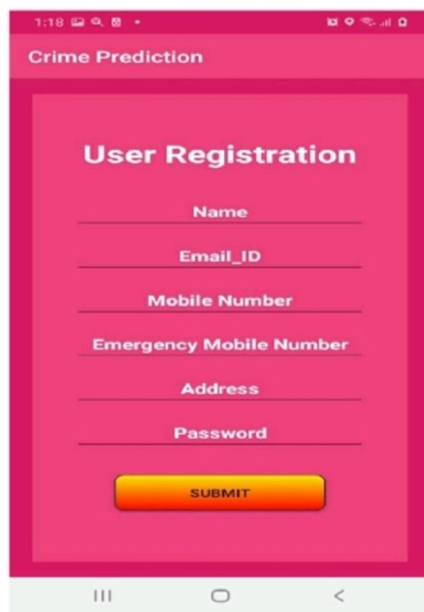 1:18
Crime Prediction
User Registration
Name
Email_ID
Mobile Number
Emergency Mobile Number
Address
Password
SUBMIT